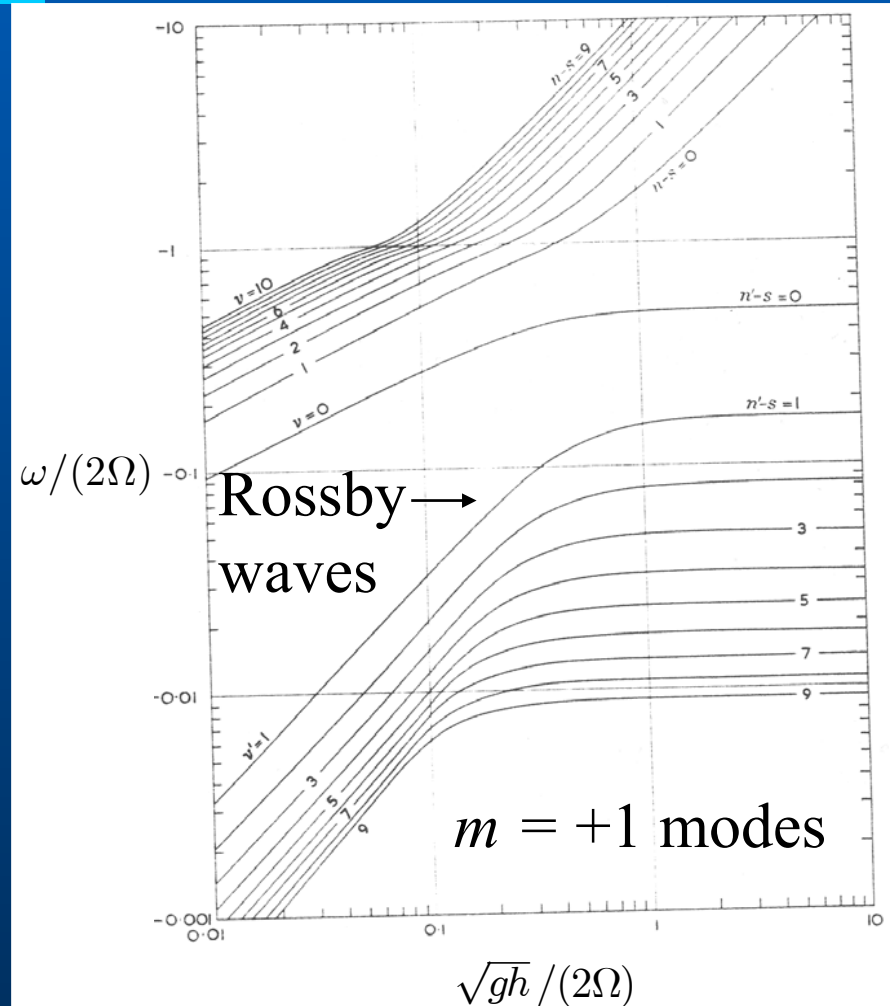 -10
n-s=9
7
5
3
1
n-s=0
-1
ν=10
6
4
2
1
ν=0
n'-s=0
n'-s=1
ω/(2Ω)
-0·1
Rossby
waves
3
5
7
9
-0·01
ν'=1
3
5
7
9
m = +1 modes
-0·001
0·01
0·1
1
10
√gh/(2Ω)